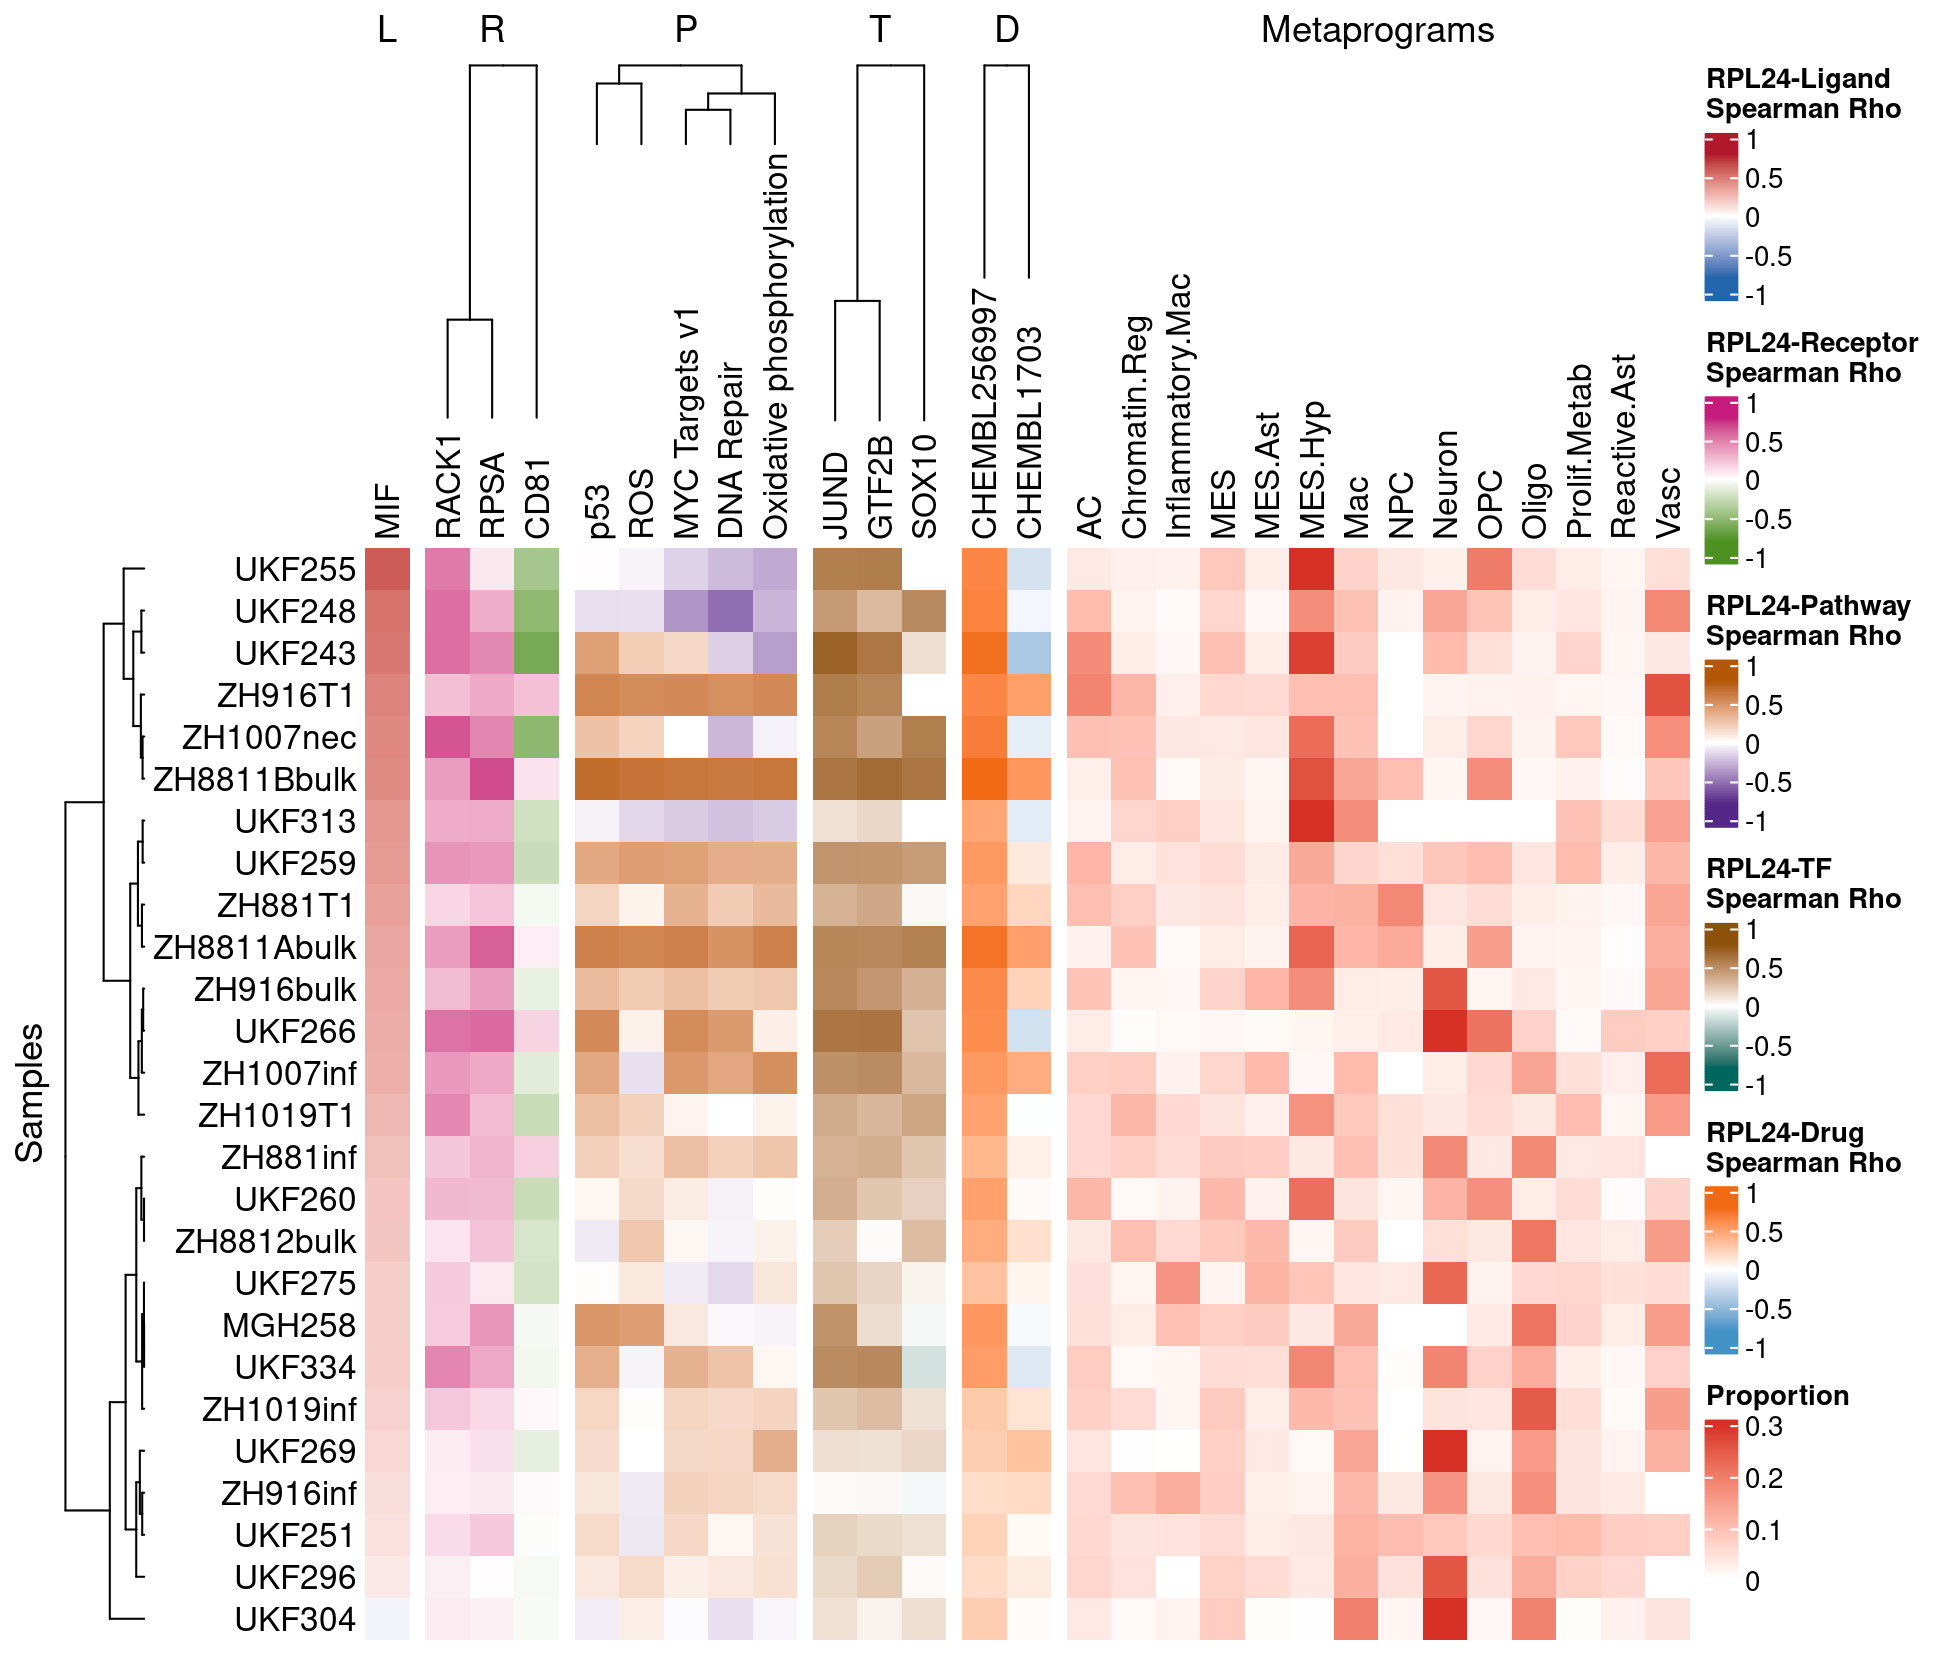 L
R
P
T
D
Metaprograms
MIF
RACK1
RPSA
CD81
p53
ROS
MYC Targets v1
DNA Repair
Oxidative phosphorylation
JUND
GTF2B
SOX10
CHEMBL256997
CHEMBL1703
AC
Chromatin.Reg
Inflammatory.Mac
MES
MES.Ast
MES.Hyp
Mac
NPC
Neuron
OPC
Oligo
Prolif.Metab
Reactive.Ast
Vasc
Samples
UKF255
UKF248
UKF243
ZH916T1
ZH1007nec
ZH8811Bbulk
UKF313
UKF259
ZH881T1
ZH8811Abulk
ZH916bulk
UKF266
ZH1007inf
ZH1019T1
ZH881inf
UKF260
ZH8812bulk
UKF275
MGH258
UKF334
ZH1019inf
UKF269
ZH916inf
UKF251
UKF296
UKF304
RPL24-Ligand
Spearman Rho
1
0.5
0
-0.5
-1
RPL24-Receptor
Spearman Rho
1
0.5
0
-0.5
-1
RPL24-Pathway
Spearman Rho
1
0.5
0
-0.5
-1
RPL24-TF
Spearman Rho
1
0.5
0
-0.5
-1
RPL24-Drug
Spearman Rho
1
0.5
0
-0.5
-1
Proportion
0.3
0.2
0.1
0